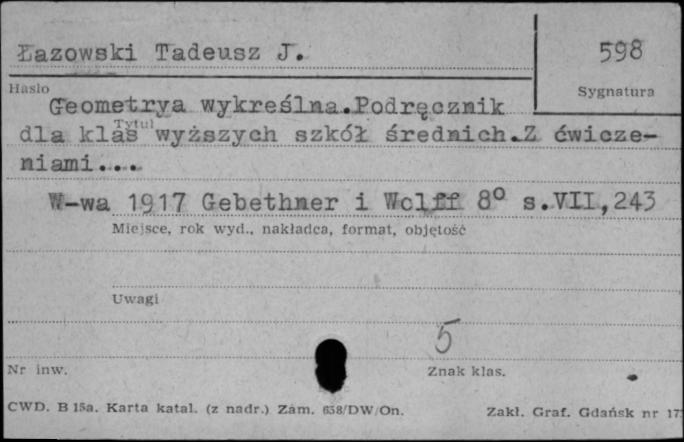 Łazowski Tadeusz J.
598
Hasło
Sygnatura
Geometrya wykreślna.Podręcznik
Tytuł
dla klas wyższych szkół średnich.Z ćwicze-
niami....
W-wa 1917 Gebethner i Wolff 8º s.VII,243
Miejsce, rok wyd., nakładca, format, objętość
Uwagi
5
Nr inw.
Znak klas.
CWD. B 15a. Karta katal. (z nadr.) Zam. 658/DW/On.
Zakł. Graf. Gdańsk nr 17